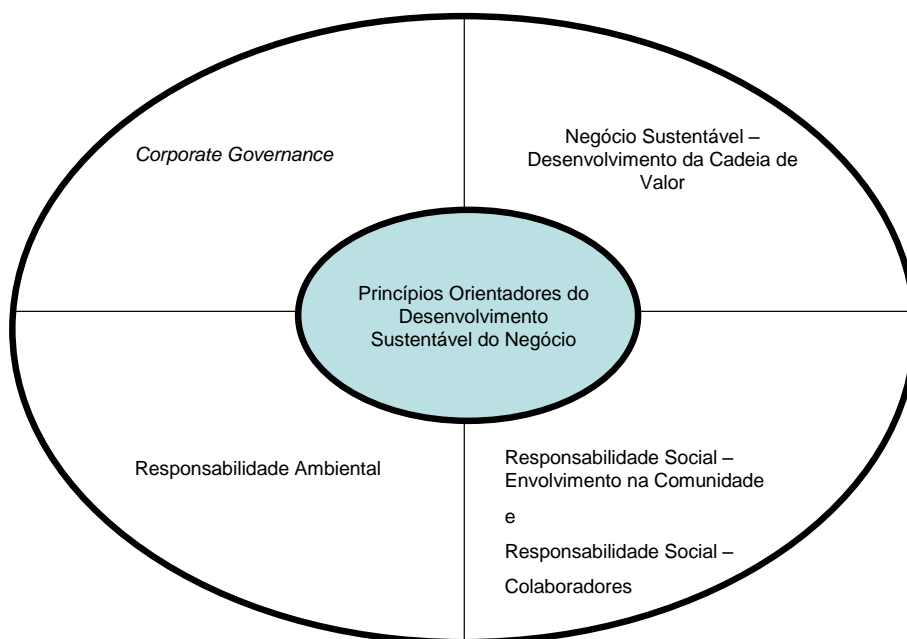 Corporate Governance
Negócio Sustentável –
Desenvolvimento da Cadeia de
Valor
Princípios Orientadores do
Desenvolvimento
Sustentável do Negócio
Responsabilidade Ambiental
Responsabilidade Social –
Envolvimento na Comunidade
e
Responsabilidade Social –
Colaboradores